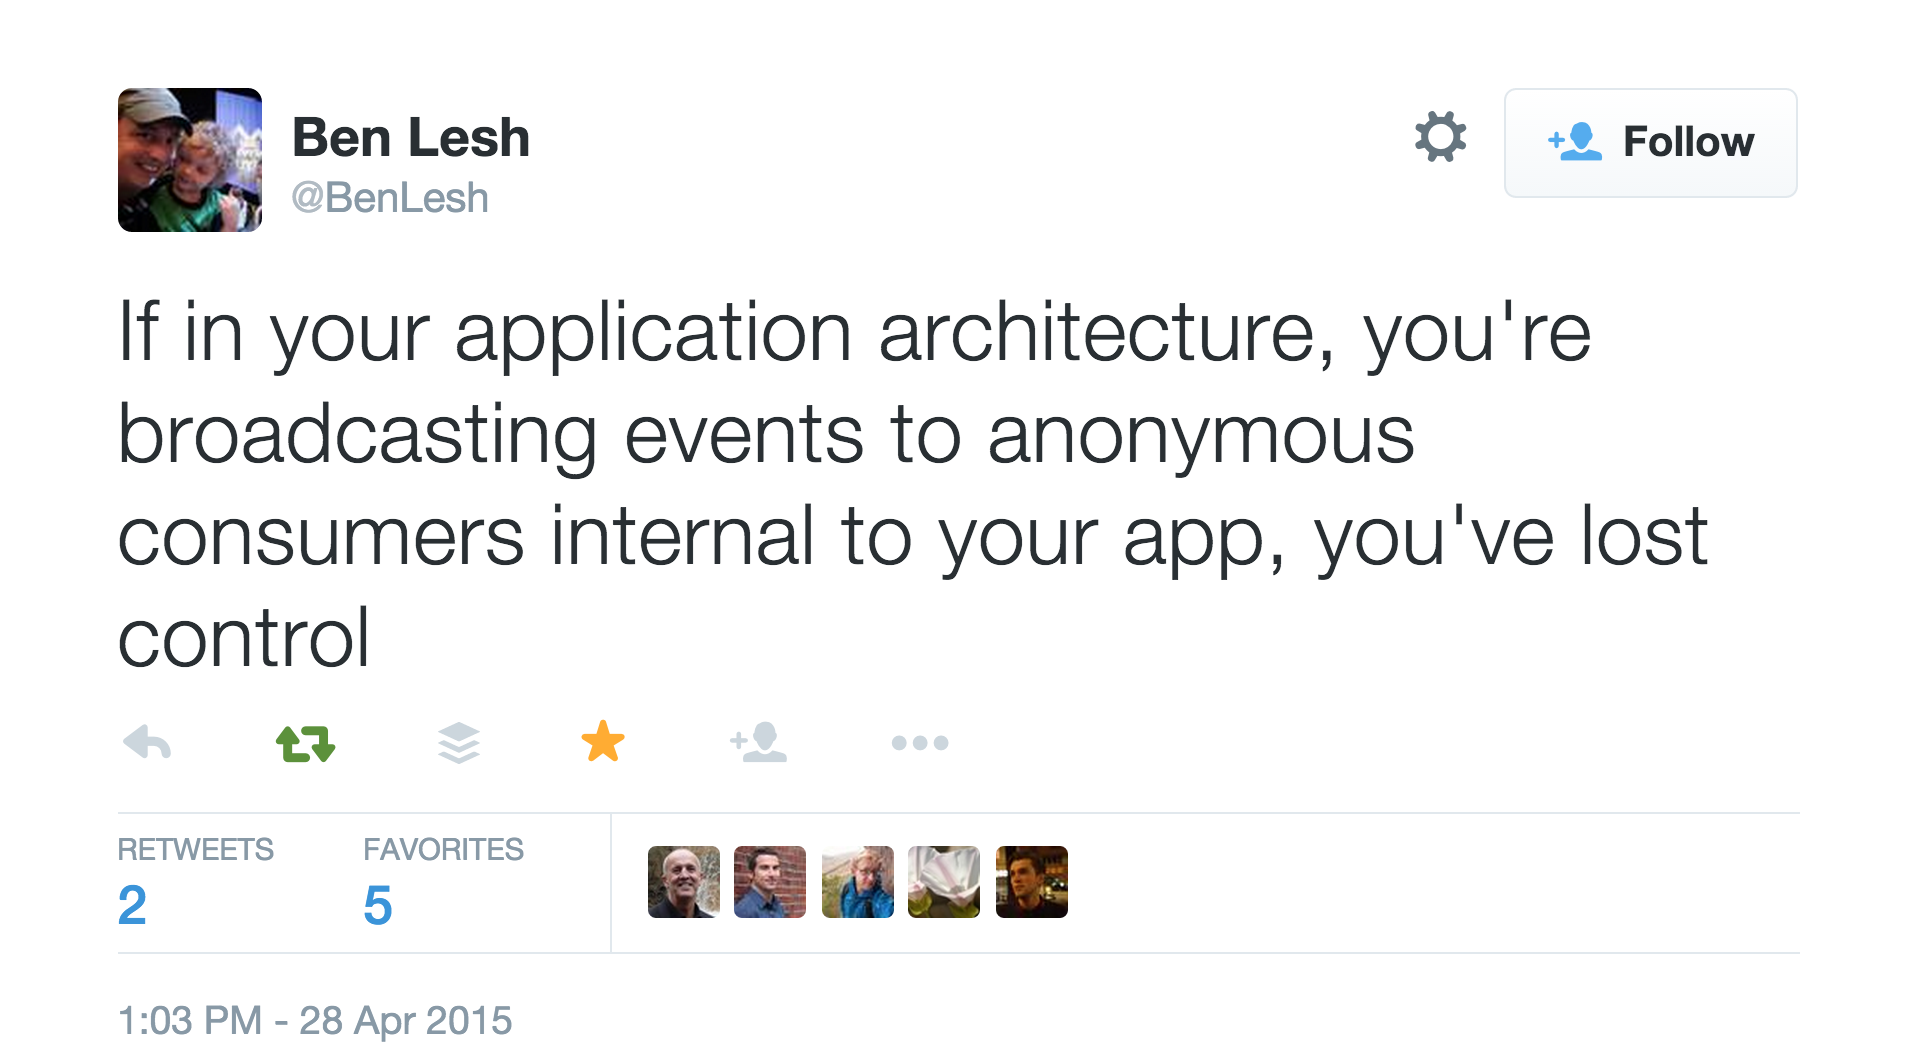 Ben Lesh
@BenLesh
Follow
If in your application architecture, you're
broadcasting events to anonymous
consumers internal to your app, you've lost
control
RETWEETS FAVORITES
2 5
1:03 PM - 28 Apr 2015